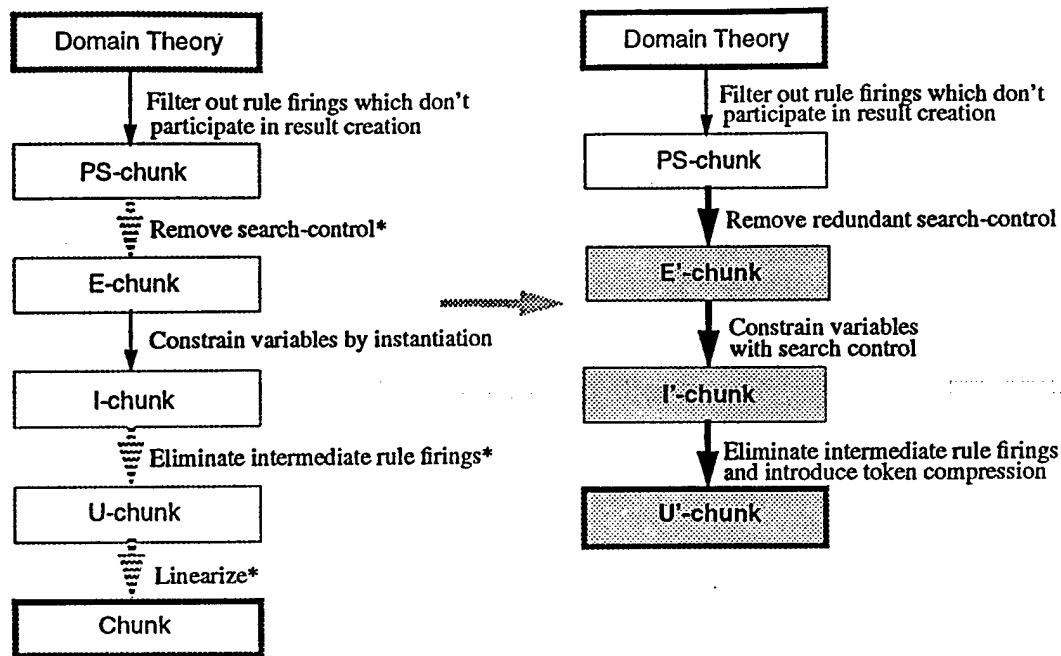 Domain Theory
Filter out rule firings which don't
participate in result creation
PS-chunk
Remove search-control*
E-chunk
Constrain variables by instantiation
I-chunk
Eliminate intermediate rule firings*
U-chunk
Linearize*
Chunk
Domain Theory
Filter out rule firings which don't
participate in result creation
PS-chunk
Remove redundant search-control
E'-chunk
Constrain variables
with search control
I'-chunk
Eliminate intermediate rule firings
and introduce token compression
U'-chunk